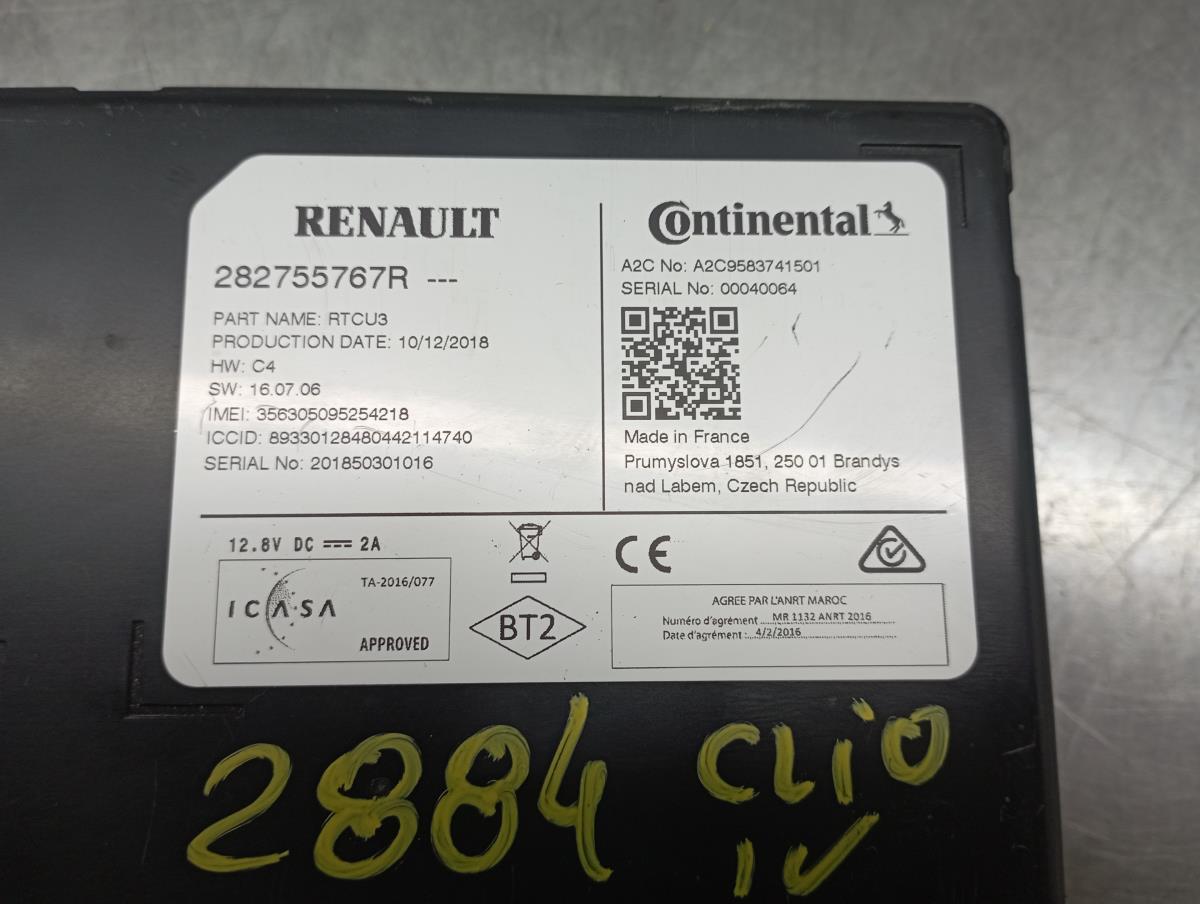 RENAULT
282755767R ---
PART NAME: RTCU3
PRODUCTION DATE: 10/12/2018
HW: C4
SW: 16.07.06
IMEI: 356305095254218
ICCID: 89330128480442114740
SERIAL No: 201850301016
Continental
A2C No: A2C9583741501
SERIAL No: 00040064
Made in France
Prumyslova 1851, 250 01 Brandys
nad Labem, Czech Republic
12.8V DC 2A
ICASA
TA-2016/077
APPROVED
BT2
CE
AGREE PAR L'ANRT MAROC
Numéro d'agrément MR 1132 ANRT 2016
Date d'agrément : 4/2/2016
2884 CLiO
IV